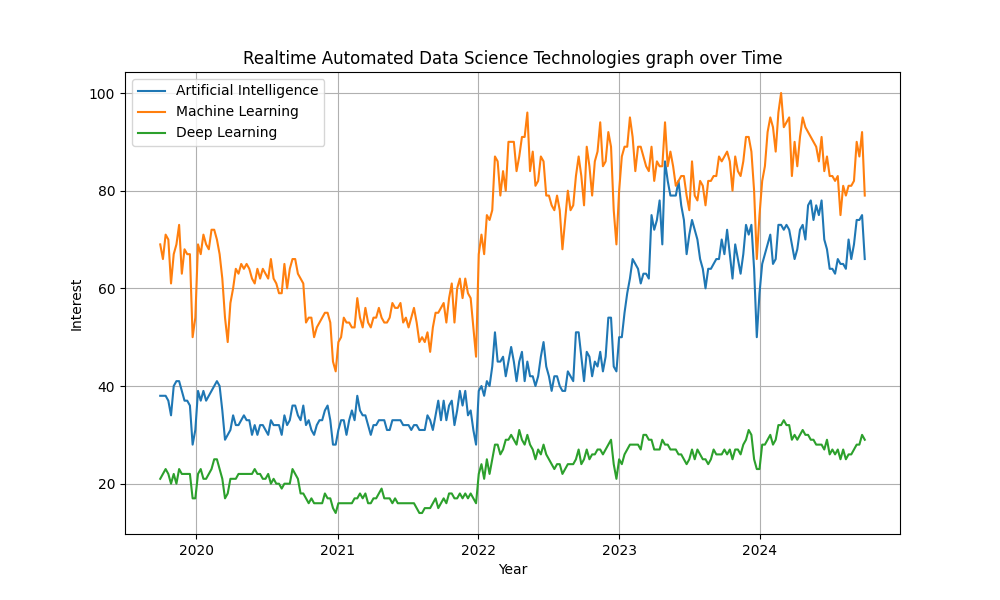 Realtime Automated Data Science Technologies graph over Time
Artificial Intelligence
Machine Learning
Deep Learning
100
80
60
40
20
Interest
2020 2021 2022 2023 2024
Year